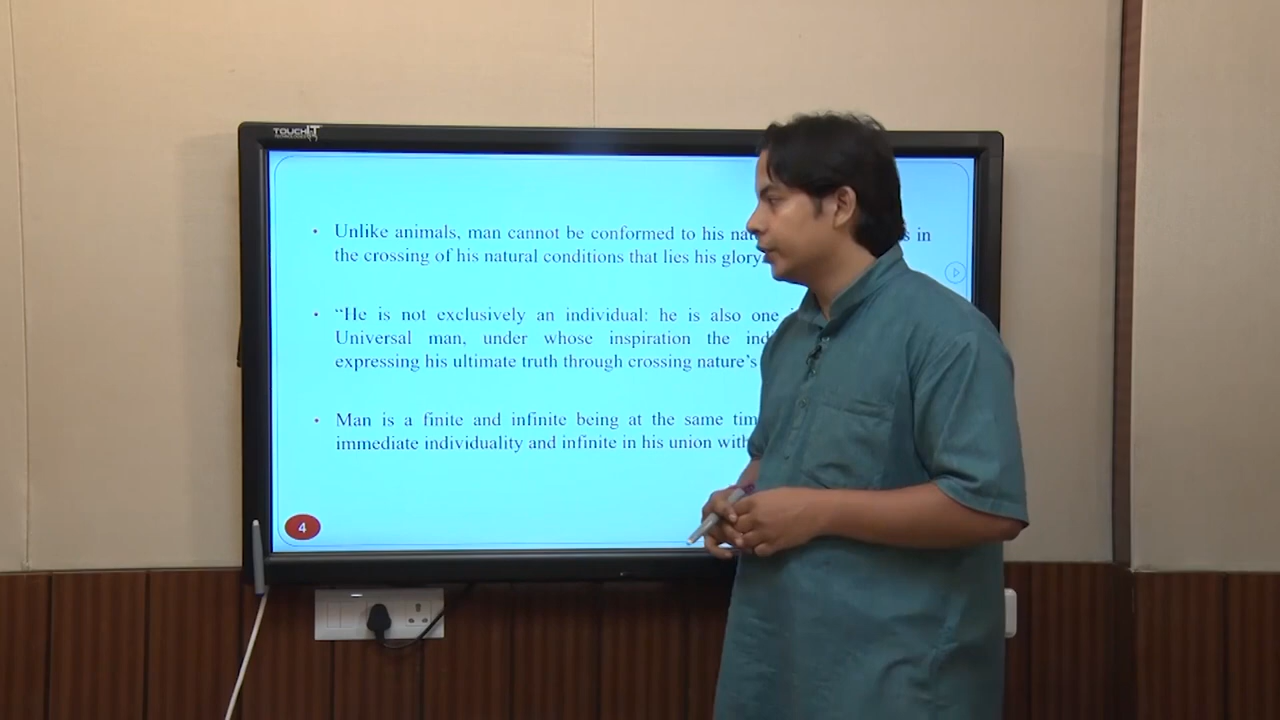 TOUCHIT
Unlike animals, man cannot be conformed to his in
the crossing of his natural conditions that lies his glory
“He is not exclusively an individual: he is also one
Universal man, under whose inspiration the
expressing his ultimate truth through crossing nature’s
Man is a finite and infinite being at the same
immediate individuality and infinite in his union with
4